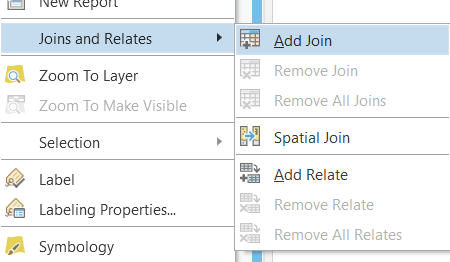 New Report
Joins and Relates
Zoom To Layer
Zoom To Make Visible
Selection
Label
Labeling Properties...
Symbology
Add Join
Remove Join
Remove All Joins
Spatial Join
Add Relate
Remove Relate
Remove All Relates